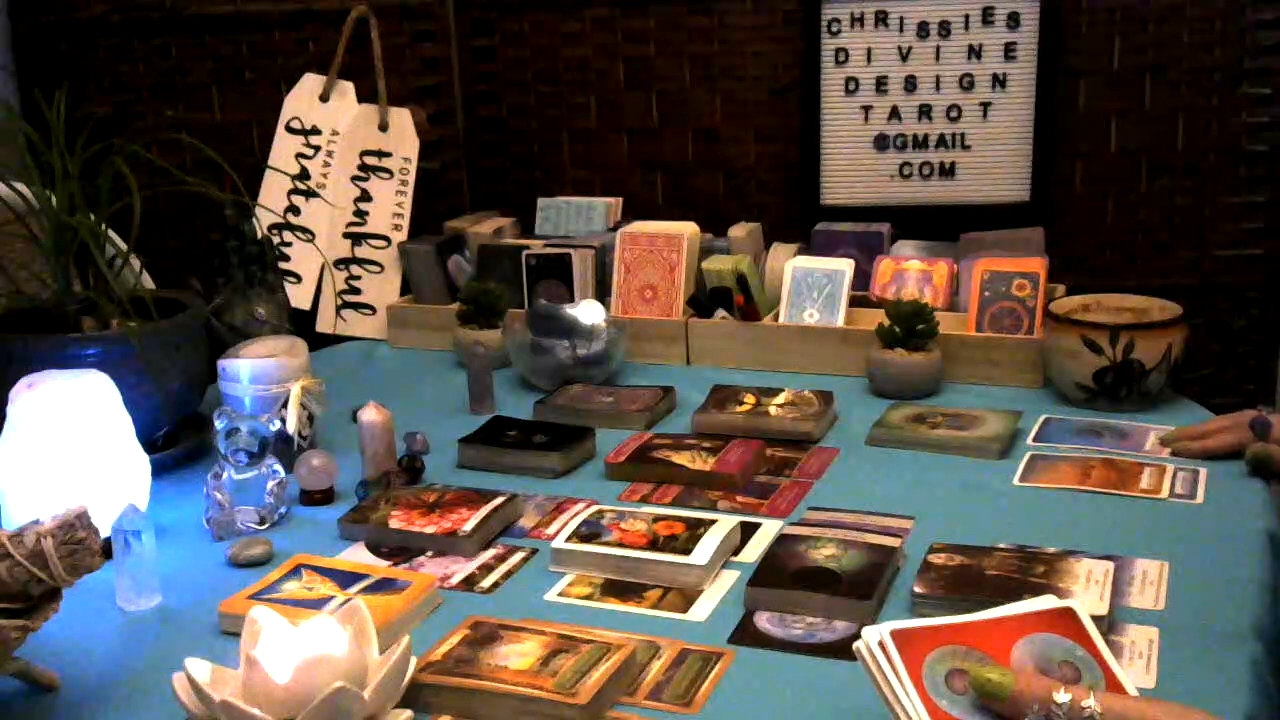 CHRISSIES
DIVINE
DESIGN
TAROT
@GMAIL
.COM
ALWAYS
grateful
FOREVER
thankful